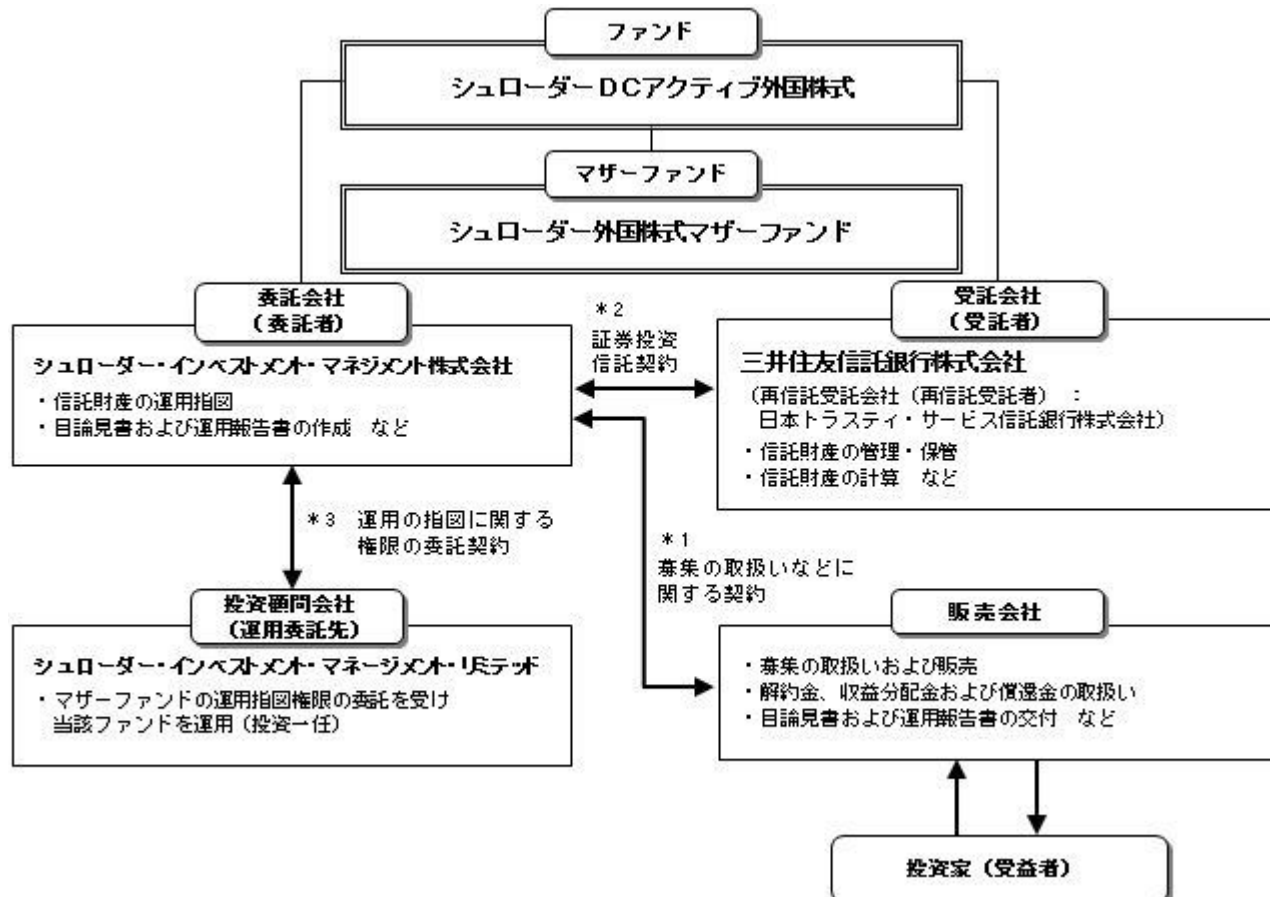 ファンド
シュローダーDCアクティブ外国株式
マザーファンド
シュローダー外国株式マザーファンド
委託会社
(委託者)
シュローダー・インベストメント・マネジメント株式会社
・信託財産の運用指図
・目論見書および運用報告書の作成 など
*2
証券投資
信託契約
受託会社
(受託者)
三井住友信託銀行株式会社
(再信託受託会社(再信託受託者) :
日本トラスティ・サービス信託銀行株式会社)
・信託財産の管理・保管
・信託財産の計算 など
*3 運用の指図に関する
権限の委託契約
*1
募集の取扱いなどに
関する契約
投資顧問会社
(運用委託先)
シュローダー・インベストメント・マネージメント・リミテッド
・マザーファンドの運用指図権限の委託を受け
当該ファンドを運用(投資一任)
販売会社
・募集の取扱いおよび販売
・解約金、収益分配金および償還金の取扱い
・目論見書および運用報告書の交付 など
投資家(受益者)